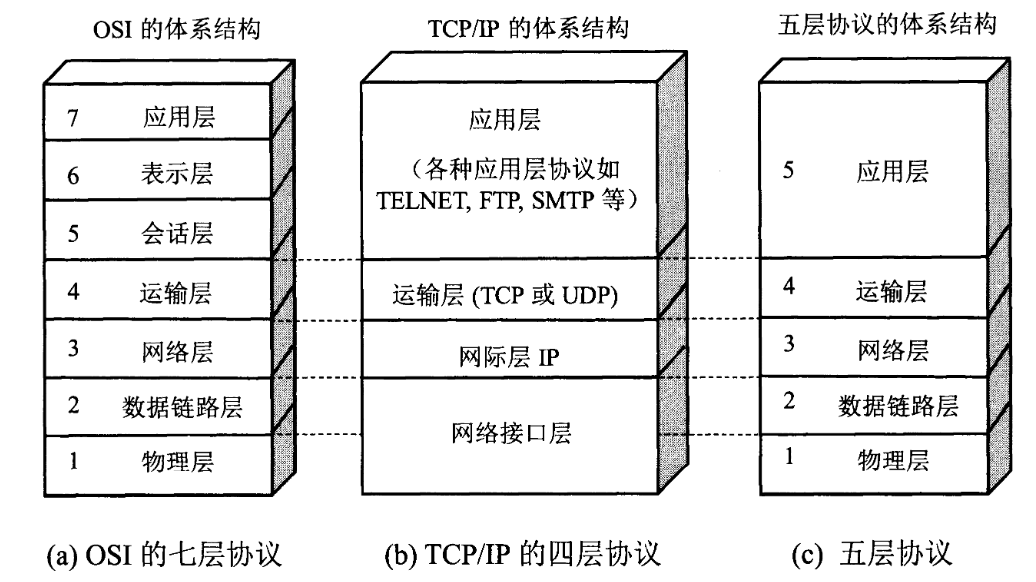 OSI 的体系结构
7 应用层
6 表示层
5 会话层
4 运输层
3 网络层
2 数据链路层
1 物理层
(a) OSI 的七层协议
TCP/IP 的体系结构
应用层
（各种应用层协议如
TELNET, FTP, SMTP 等）
运输层 (TCP 或 UDP)
网际层 IP
网络接口层
(b) TCP/IP 的四层协议
五层协议的体系结构
5 应用层
4 运输层
3 网络层
2 数据链路层
1 物理层
(c) 五层协议